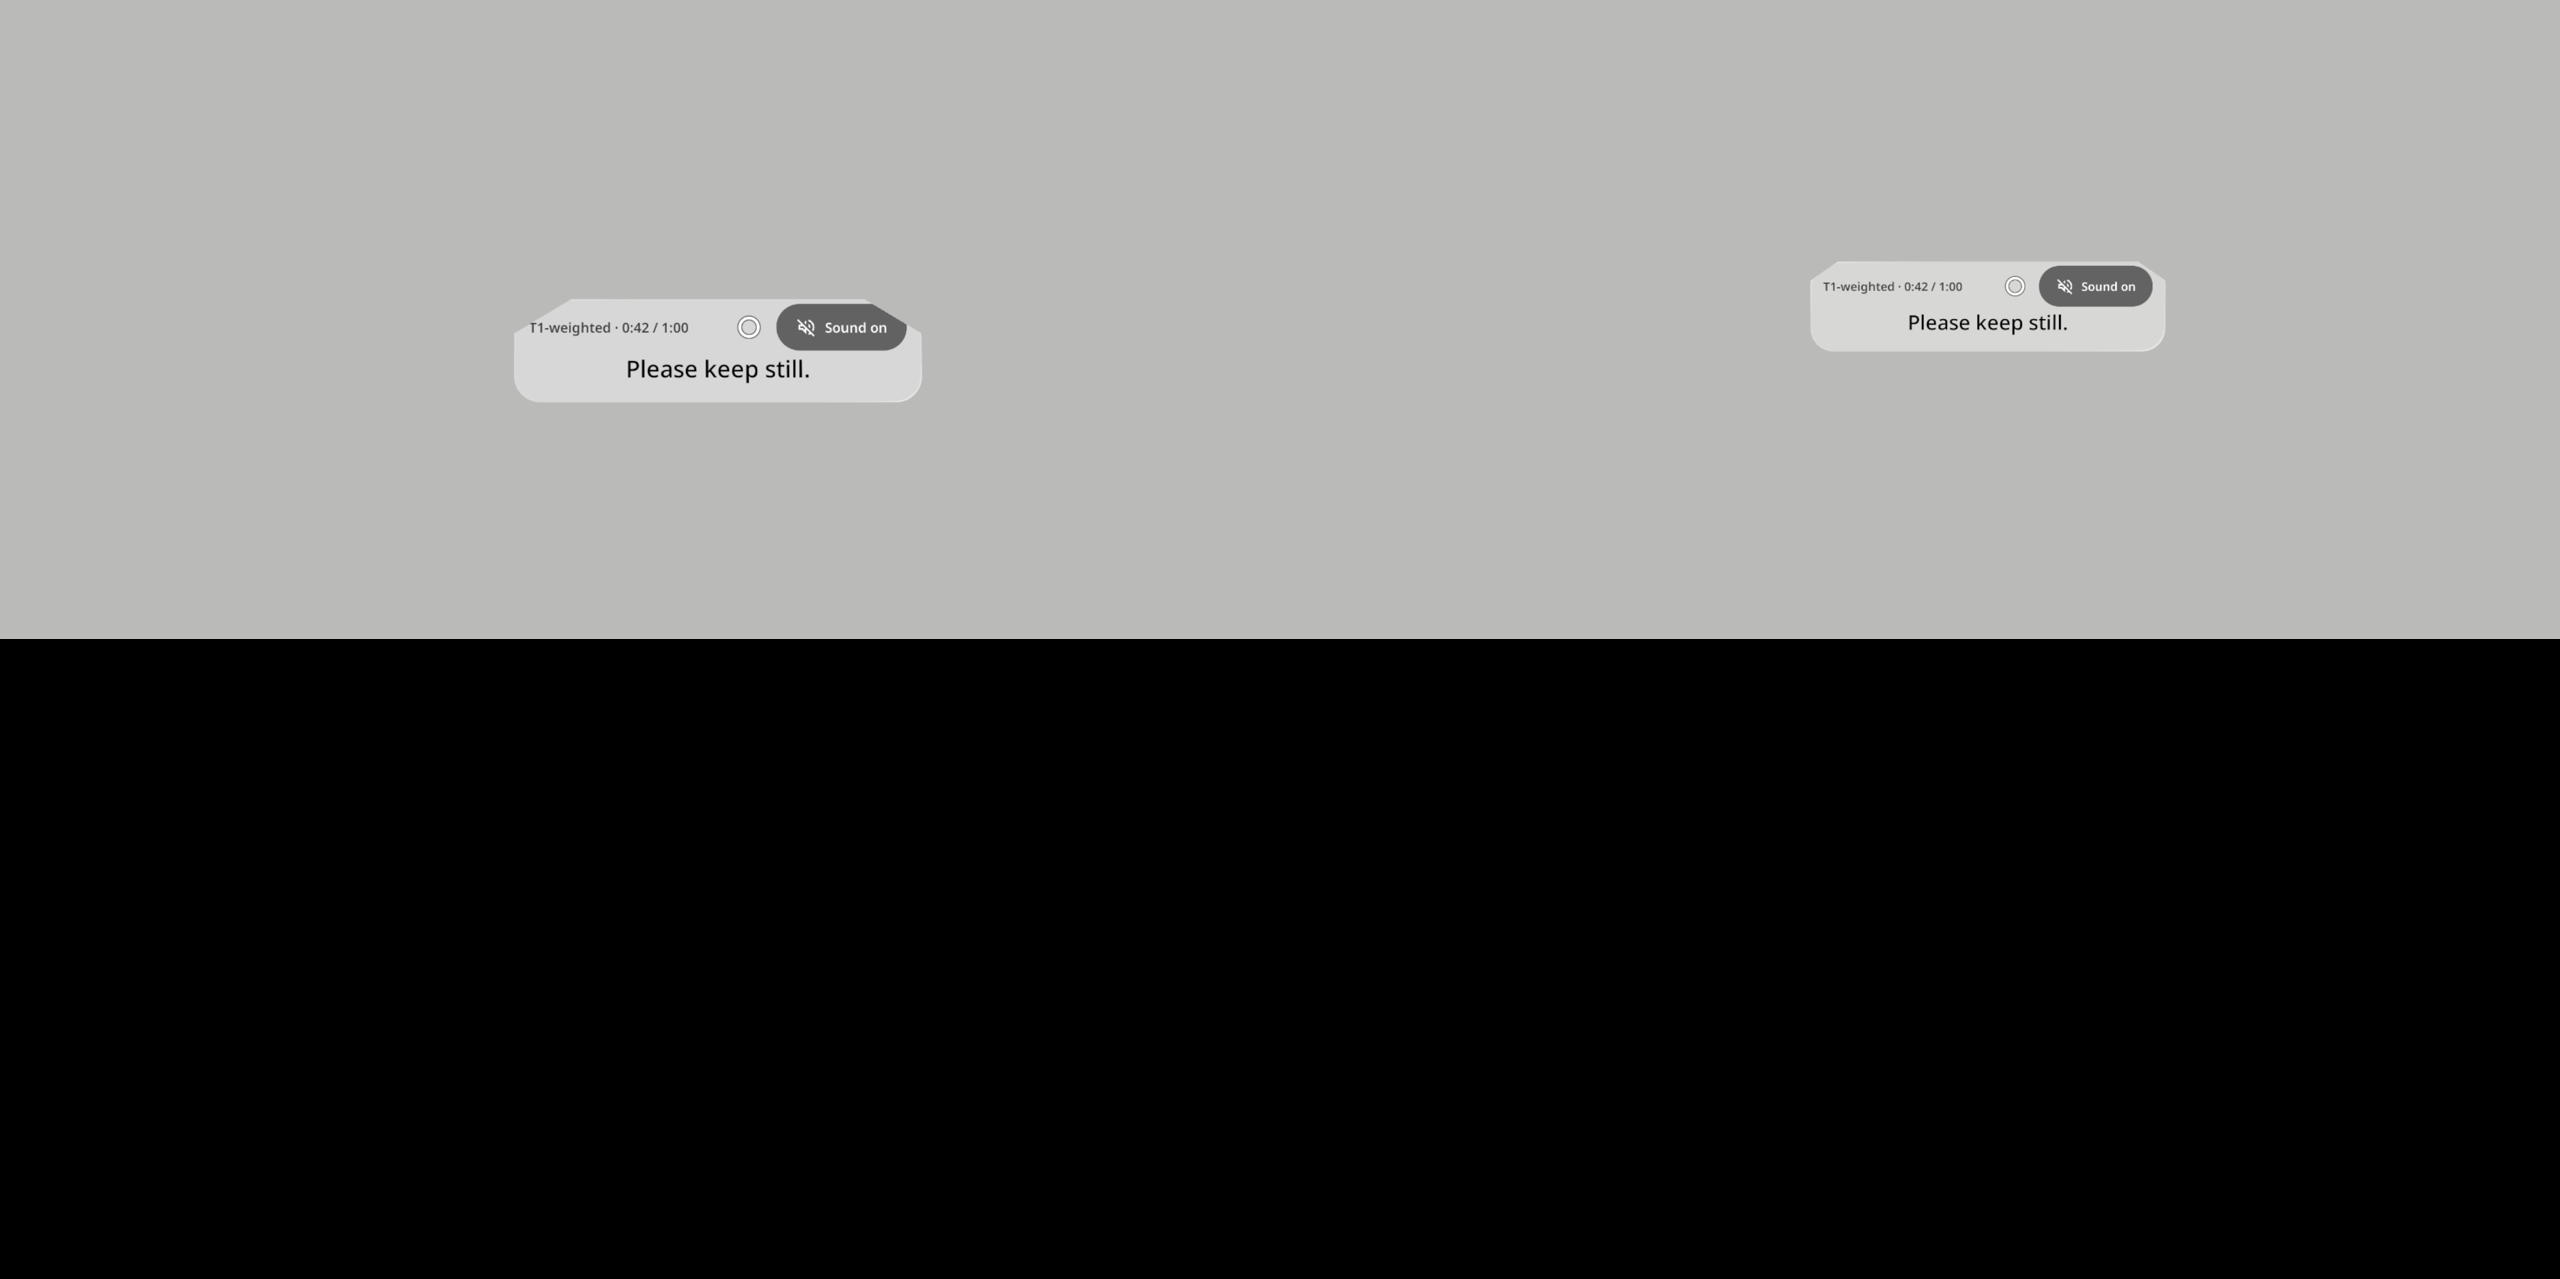 T1-weighted · 0:42 / 1:00
Sound on
Please keep still.
T1-weighted · 0:42 / 1:00
Sound on
Please keep still.